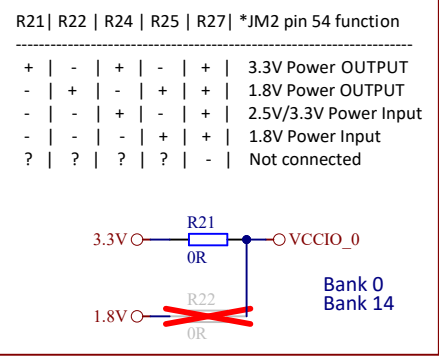 R21| R22 | R24 | R25 | R27| *JM2 pin 54 function
----------------------------------------------------------------------
+ | - | + | - | + | 3.3V Power OUTPUT
- | + | - | + | + | 1.8V Power OUTPUT
- | - | + | - | + | 2.5V/3.3V Power Input
- | - | - | + | + | 1.8V Power Input
? | ? | ? | ? | - | Not connected
R21
3.3V VCCIO_0
0R
Bank 0
R22 Bank 14
1.8V
0R